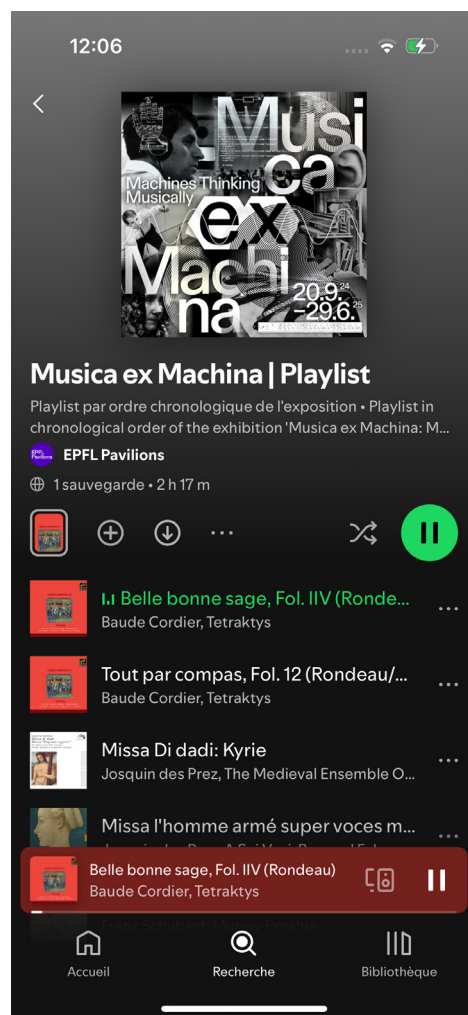 12:06
Musi
ca
Machines Thinking
Musically
ex
Machi
na
20.9.24
–29.6.25
Musica ex Machina | Playlist
Playlist par ordre chronologique de l'exposition • Playlist in
chronological order of the exhibition 'Musica ex Machina: M...
EPFL Pavilions
1 sauvegarde • 2 h 17 m
Belle bonne sage, Fol. IIV (Ronde...
Baude Cordier, Tetraktys
Tout par compas, Fol. 12 (Rondeau/...
Baude Cordier, Tetraktys
Missa Di dadi: Kyrie
Josquin des Prez, The Medieval Ensemble O...
Missa l'homme armé super voces m...
Belle bonne sage, Fol. IIV (Rondeau)
Baude Cordier, Tetraktys
Franz Schubert, Murray Perahia
Accueil
Recherche
Bibliothèque